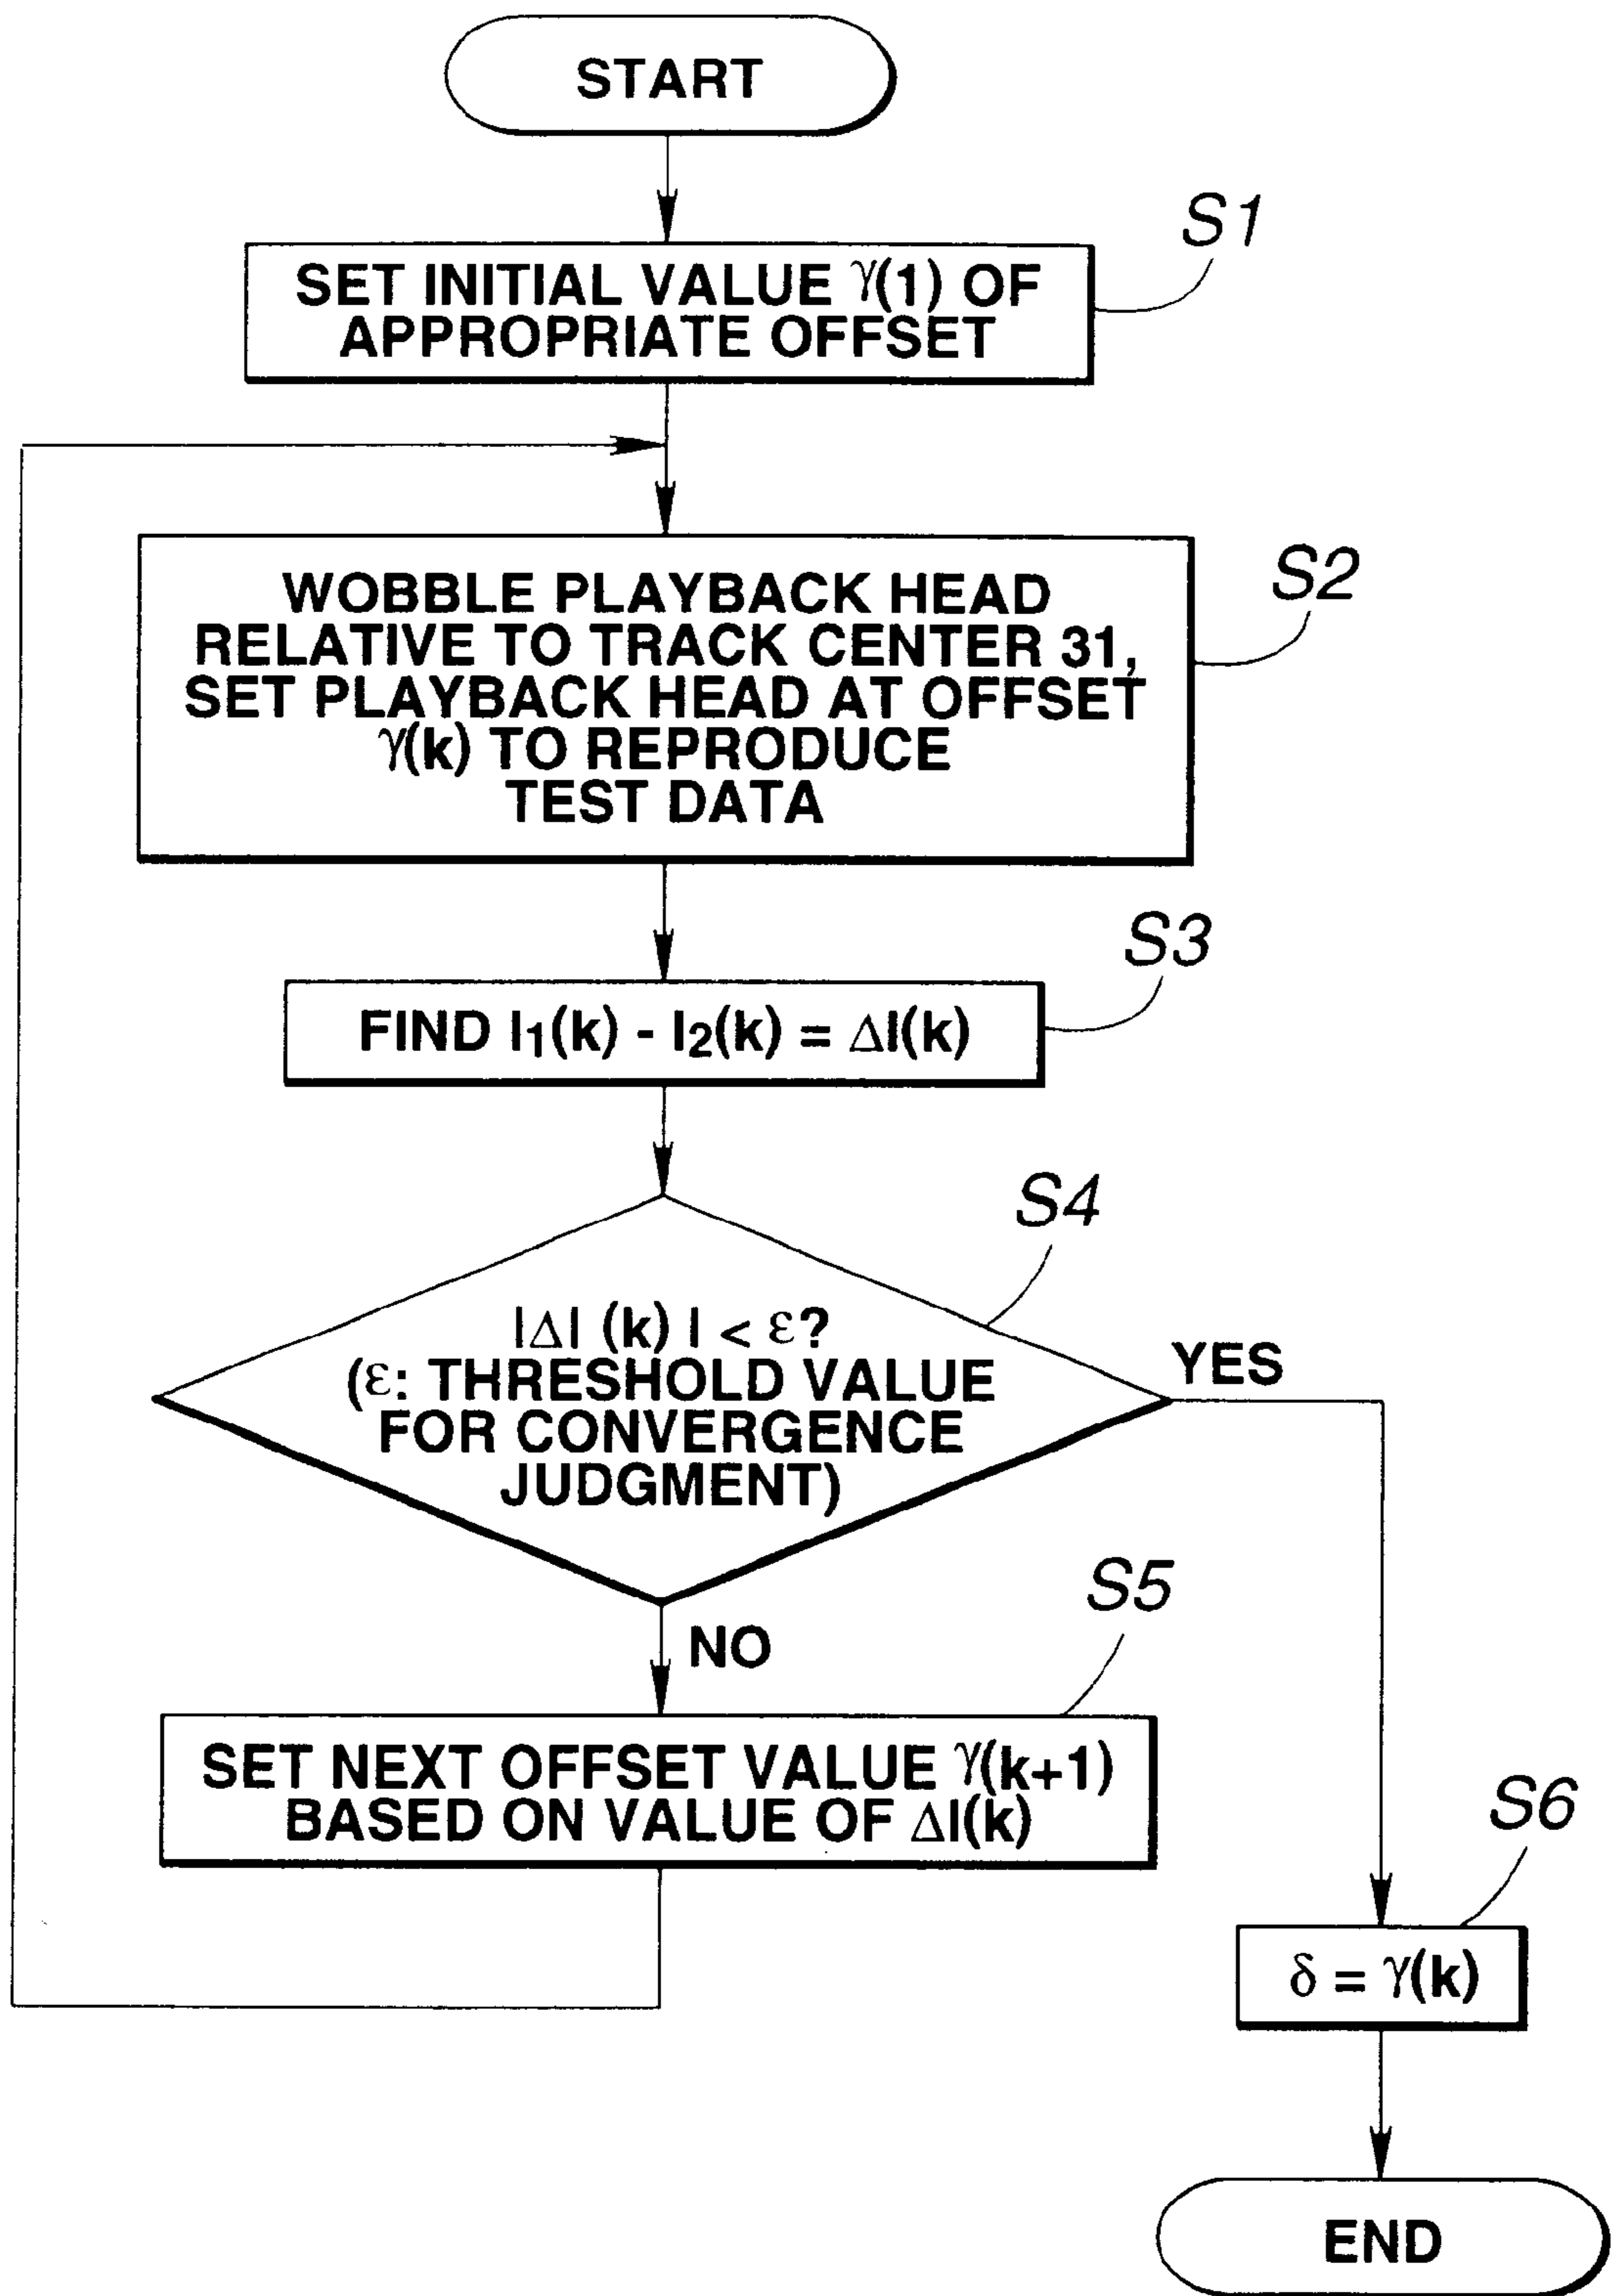 START
S1
SET INITIAL VALUE γ(1) OF
APPROPRIATE OFFSET
S2
WOBBLE PLAYBACK HEAD
RELATIVE TO TRACK CENTER 31,
SET PLAYBACK HEAD AT OFFSET
γ(k) TO REPRODUCE
TEST DATA
S3
FIND I1(k) - I2(k) = ΔI(k)
S4
|ΔI (k) | < ε?
(ε: THRESHOLD VALUE
FOR CONVERGENCE
JUDGMENT)
YES
NO
S5
SET NEXT OFFSET VALUE γ(k+1)
BASED ON VALUE OF ΔI(k)
S6
δ = γ(k)
END